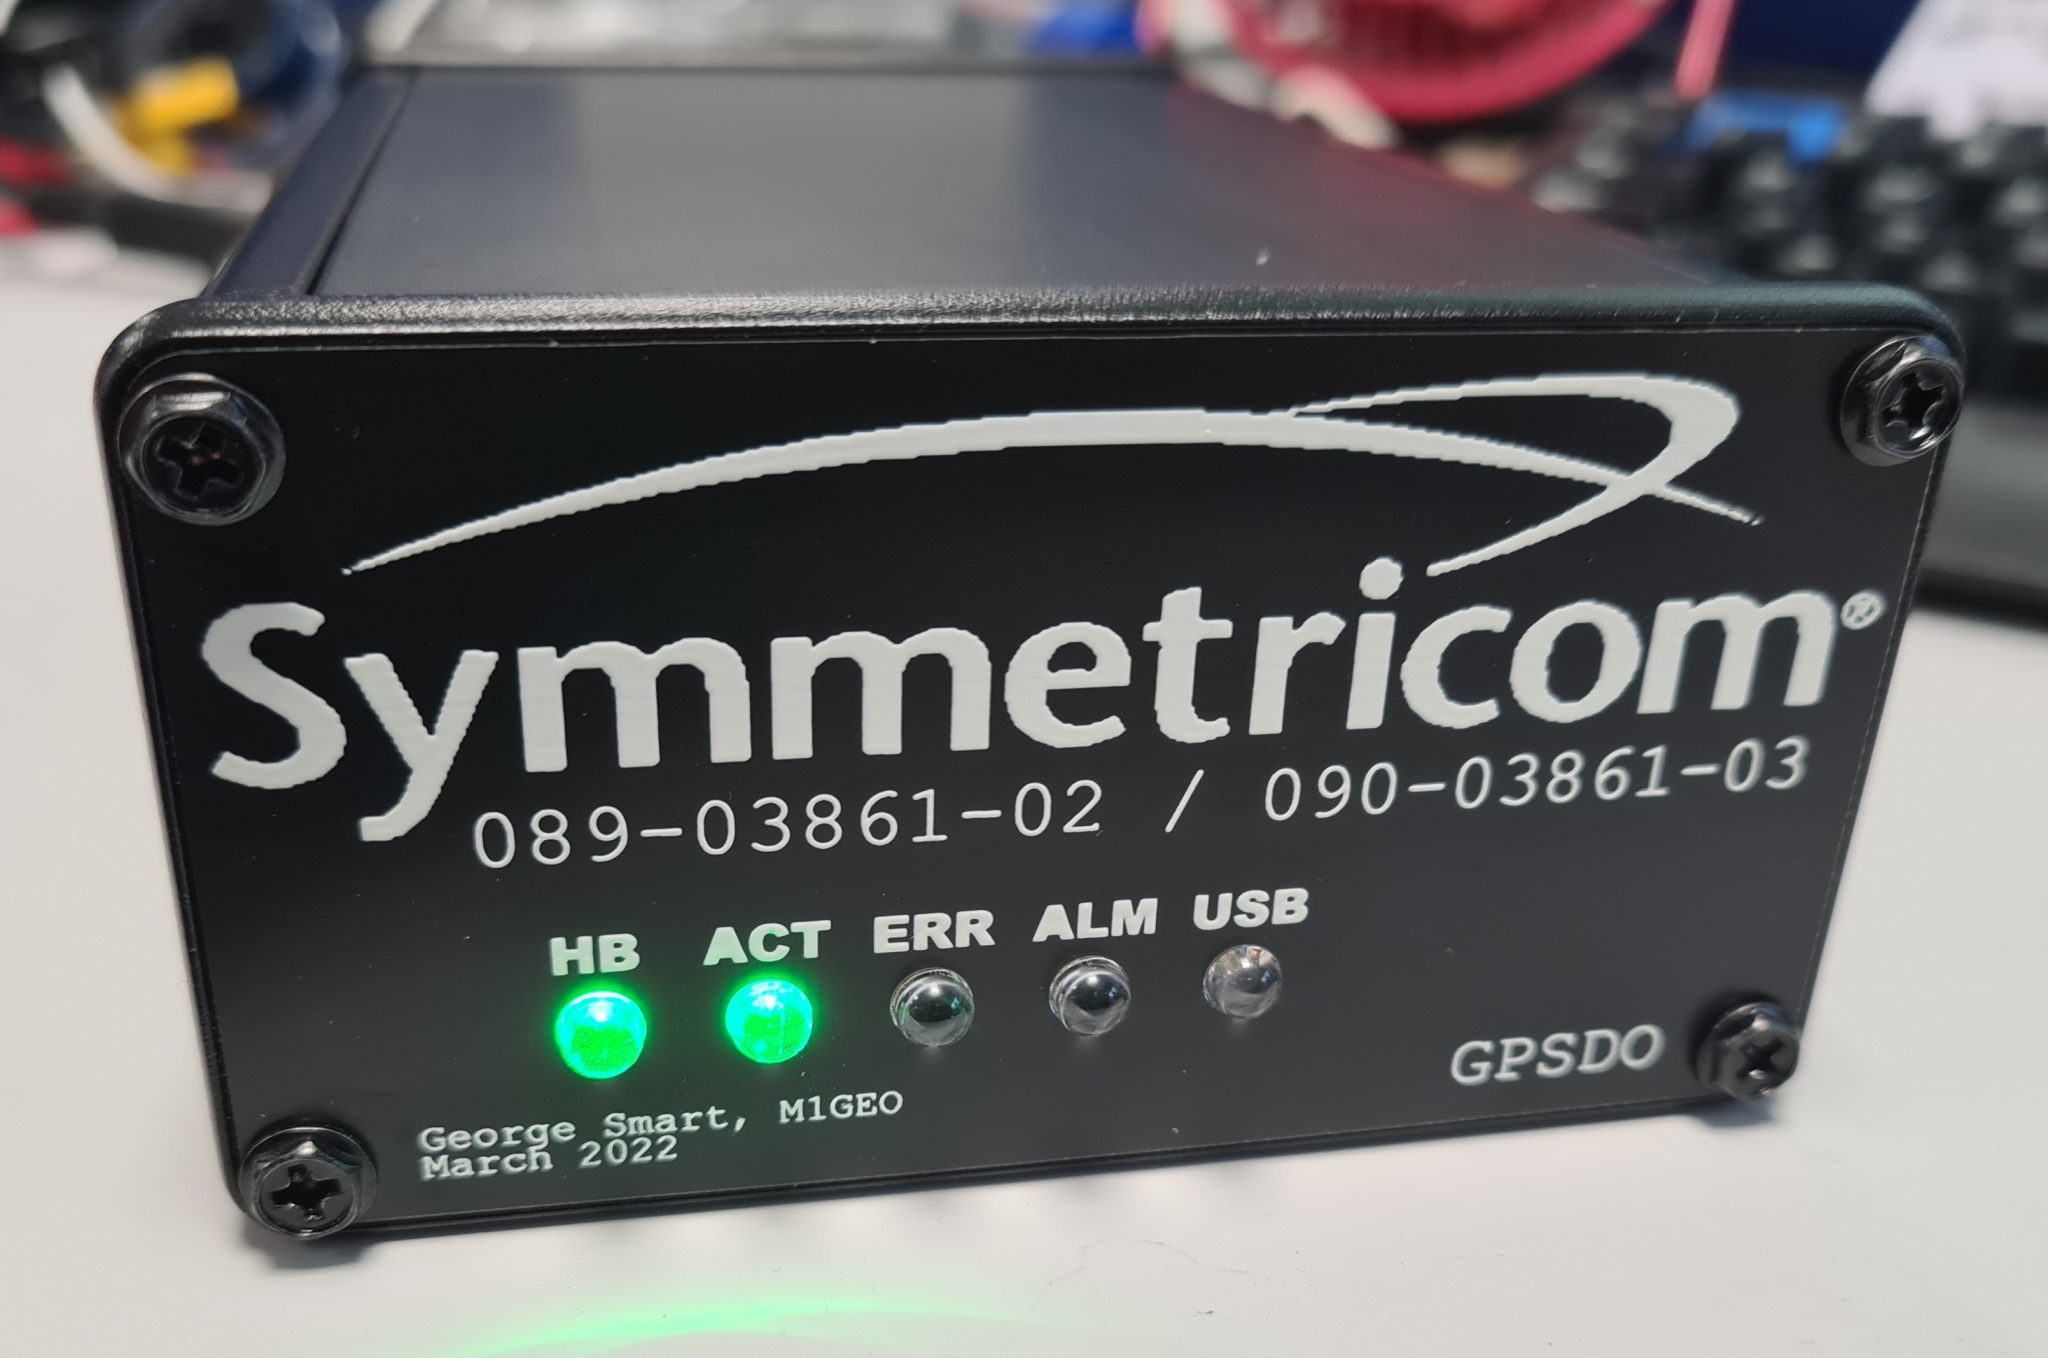 Symmetricom®
089-03861-02 / 090-03861-03
HB ACT ERR ALM USB
GPSDO
George Smart, M1GEO
March 2022